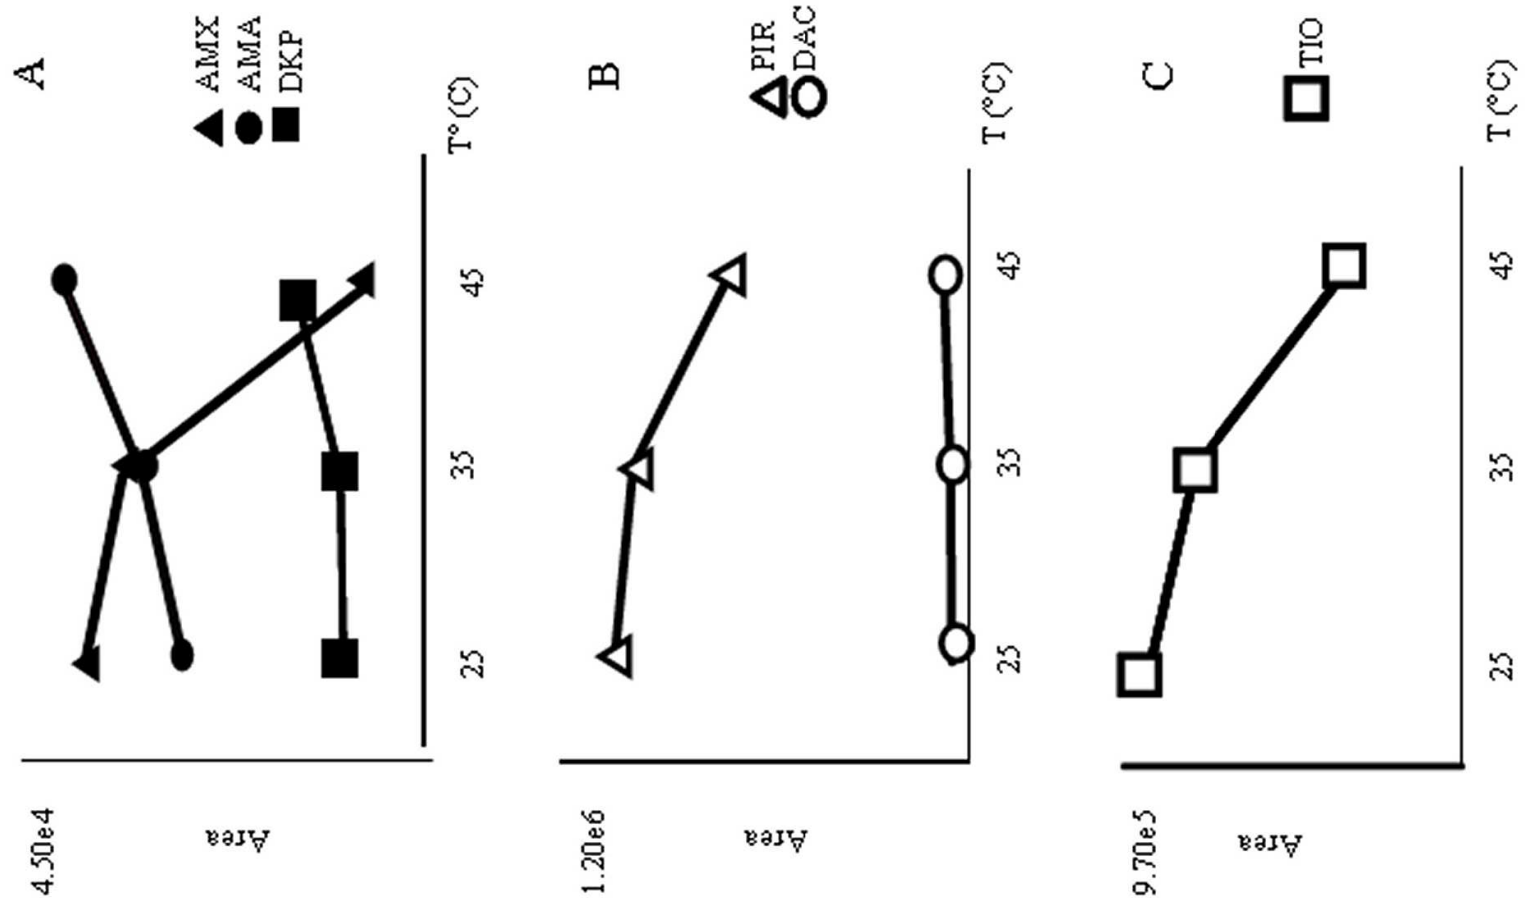 A
AMX
AMA
DKP
4.50e4
Area
25
35
45
T° (C)
B
PIR
DAC
1.20e6
Area
25
35
45
T (°C)
C
TIO
9.70e5
Area
25
35
45
T (°C)